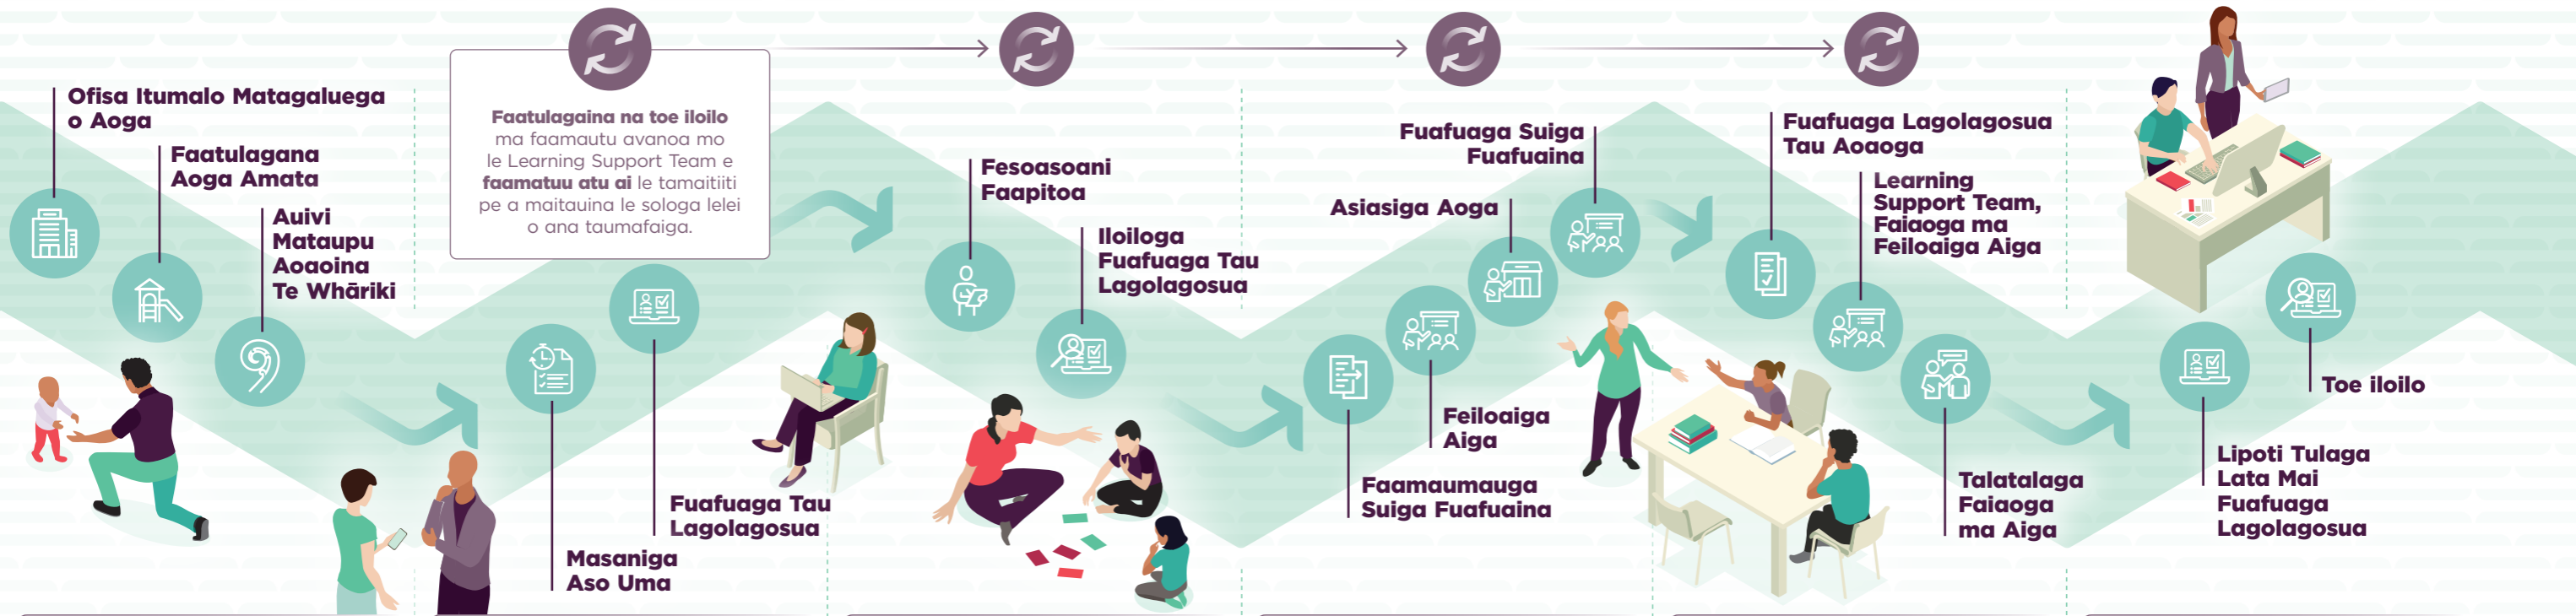 Ofisa Itumalo Matagaluega
o Aoga
Faatulagana
Aoga Amata
Auivi
Mataupu
Aoaoina
Te Whāriki
Faatulagaina na toe iloilo
ma faamautu avanoa mo
le Learning Support Team e
faamatuu atu ai le tamaitiiti
pe a maitauina le sologa lelei
o ana taumafaiga.
Masaniga
Aso Uma
Fuafuaga Tau
Lagolagosua
Fesoasoani
Faapitoa
Iloiloga
Fuafuaga Tau
Lagolagosua
Faamaumauga
Suiga Fuafuaina
Feiloaiga
Aiga
Asiasiga Aoga
Fuafuaga Suiga
Fuafuaina
Fuafuaga Lagolagosua
Tau Aoaoga
Learning
Support Team,
Faiaoga ma
Feiloaiga Aiga
Talatalaga
Faiaoga
ma Aiga
Lipoti Tulaga
Lata Mai
Fuafuaga
Lagolagosua
Toe iloilo